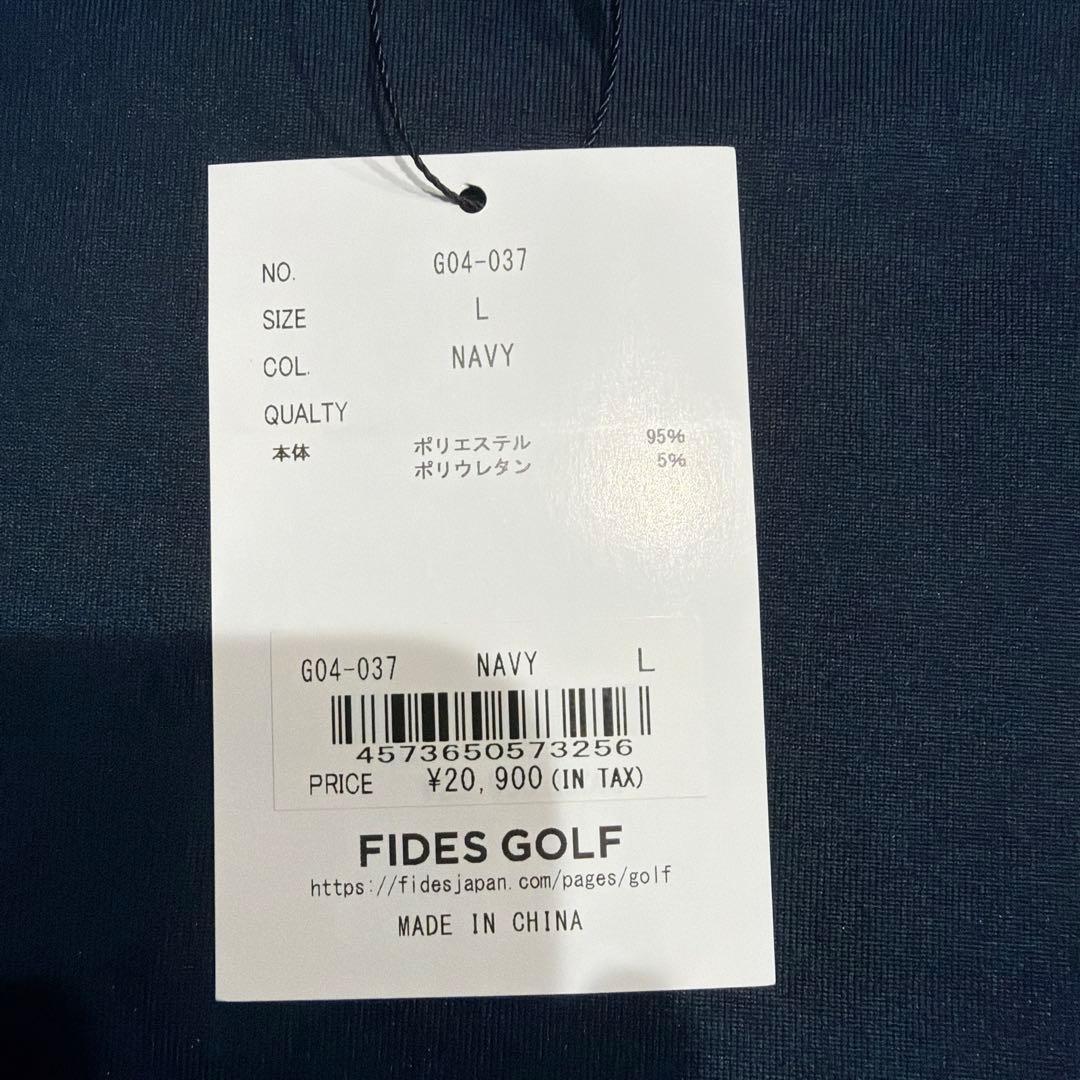 NO. G04-037
SIZE L
COL. NAVY
QUALTY
本体 ポリエステル 95%
ポリウレタン 5%
G04-037 NAVY L
4573650573256
PRICE ¥20,900(IN TAX)
FIDES GOLF
https://fidesjapan.com/pages/golf
MADE IN CHINA